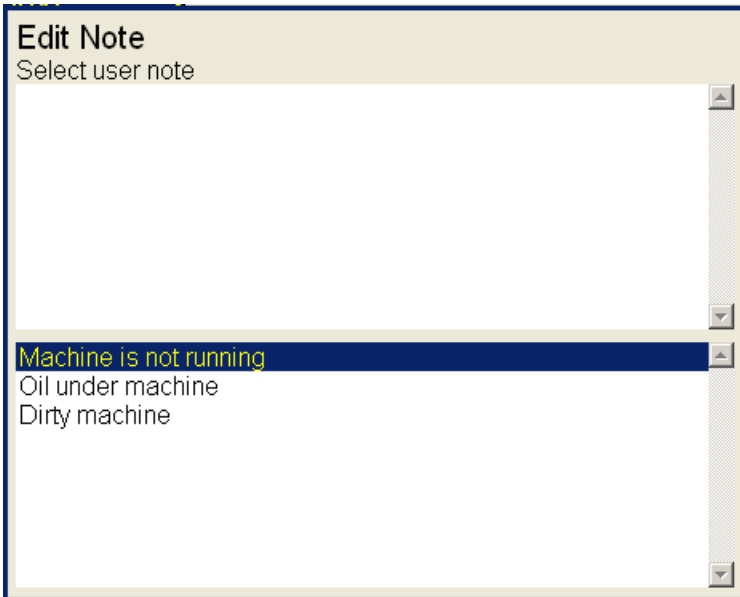 Edit Note
Select user note
Machine is not running
Oil under machine
Dirty machine